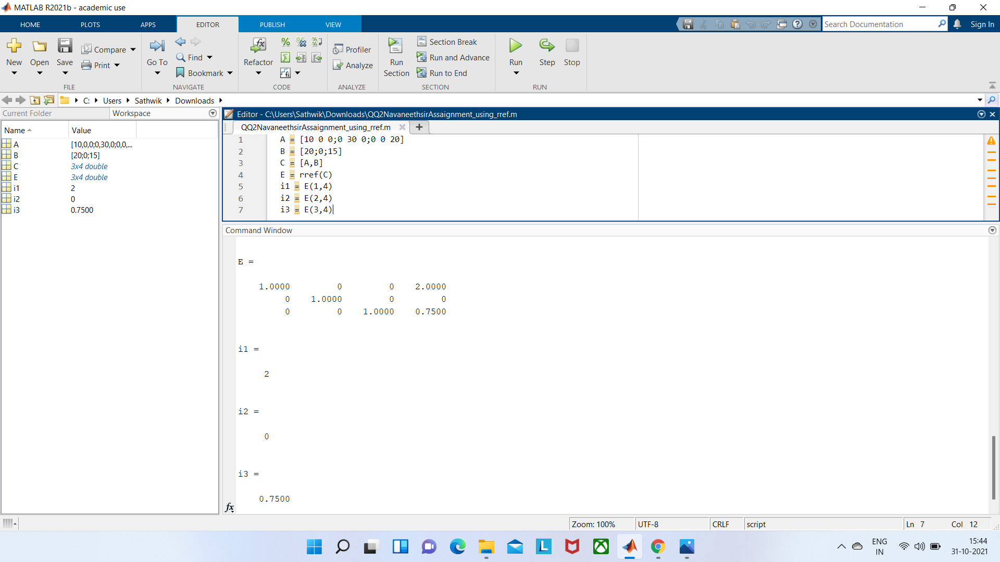 MATLAB R2021b - academic use
HOME PLOTS APPS EDITOR PUBLISH VIEW
Search Documentation
Sign In
New
Open
Save
Compare
Print
FILE
Go To
Find
Bookmark
NAVIGATE
Refactor
CODE
Profiler
Analyze
ANALYZE
Run Section
Section Break
Run and Advance
Run to End
SECTION
Run
Step
Stop
RUN
C: Users Sathwik Downloads
Current Folder
Workspace
Name Value
A [10,0,0;0,30,0;0,0,...
B [20;0;15]
C 3x4 double
E 3x4 double
i1 2
i2 0
i3 0.7500
Editor - C:\Users\Sathwik\Downloads\QQ2NavaneethsirAssaignment_using_rref.m
QQ2NavaneethsirAssaignment_using_rref.m
1 A = [10 0 0;0 30 0;0 0 20]
2 B = [20;0;15]
3 C = [A,B]
4 E = rref(C)
5 i1 = E(1,4)
6 i2 = E(2,4)
7 i3 = E(3,4)
Command Window
E =
1.0000 0 0 2.0000
0 1.0000 0 0
0 0 1.0000 0.7500
i1 =
2
i2 =
0
i3 =
0.7500
fx
Zoom: 100% UTF-8 CRLF script Ln 7 Col 12
ENG
IN
15:44
31-10-2021